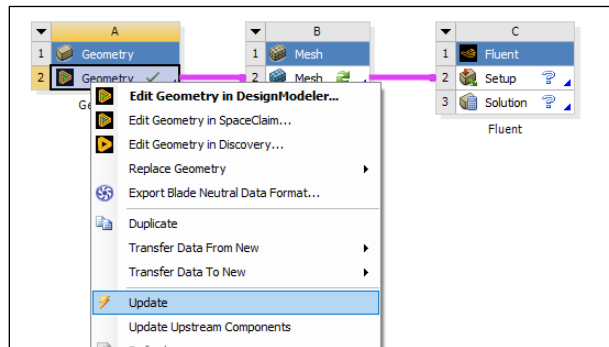 A
1 Geometry
2 Geometry
B
1 Mesh
2 Mesh
C
1 Fluent
2 Setup
3 Solution
Fluent
Edit Geometry in DesignModeler...
Edit Geometry in SpaceClaim...
Edit Geometry in Discovery...
Replace Geometry
Export Blade Neutral Data Format...
Duplicate
Transfer Data From New
Transfer Data To New
Update
Update Upstream Components